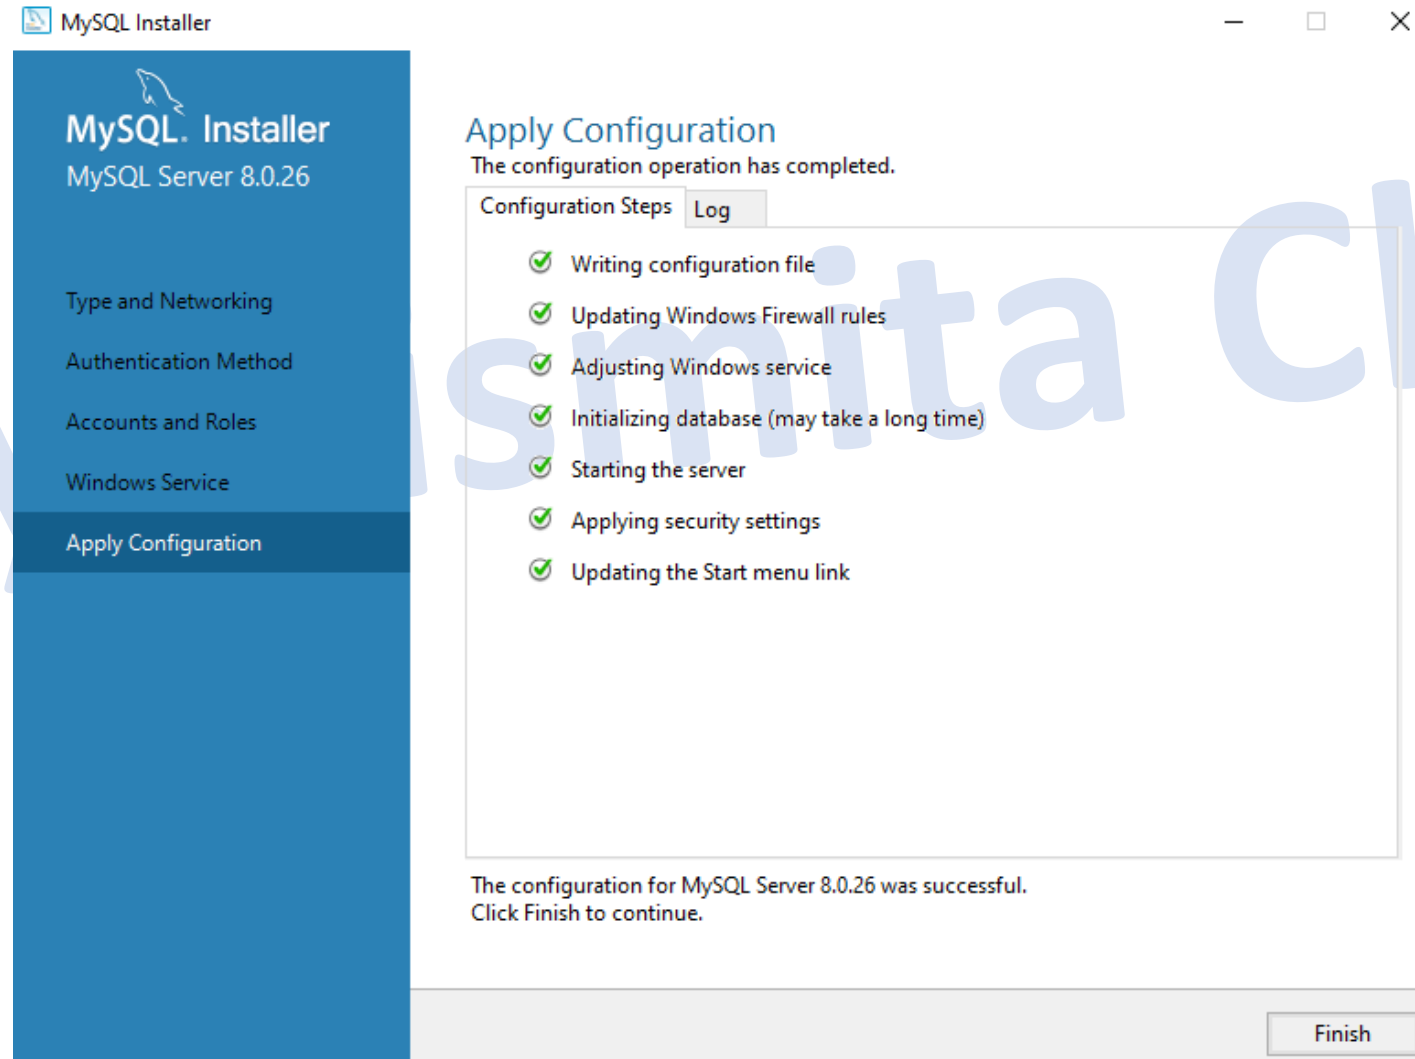 MySQL Installer
MySQL. Installer
MySQL Server 8.0.26
Type and Networking
Authentication Method
Accounts and Roles
Windows Service
Apply Configuration
Apply Configuration
The configuration operation has completed.
Configuration Steps
Log
Writing configuration file
Updating Windows Firewall rules
Adjusting Windows service
Initializing database (may take a long time)
Starting the server
Applying security settings
Updating the Start menu link
The configuration for MySQL Server 8.0.26 was successful.
Click Finish to continue.
Finish